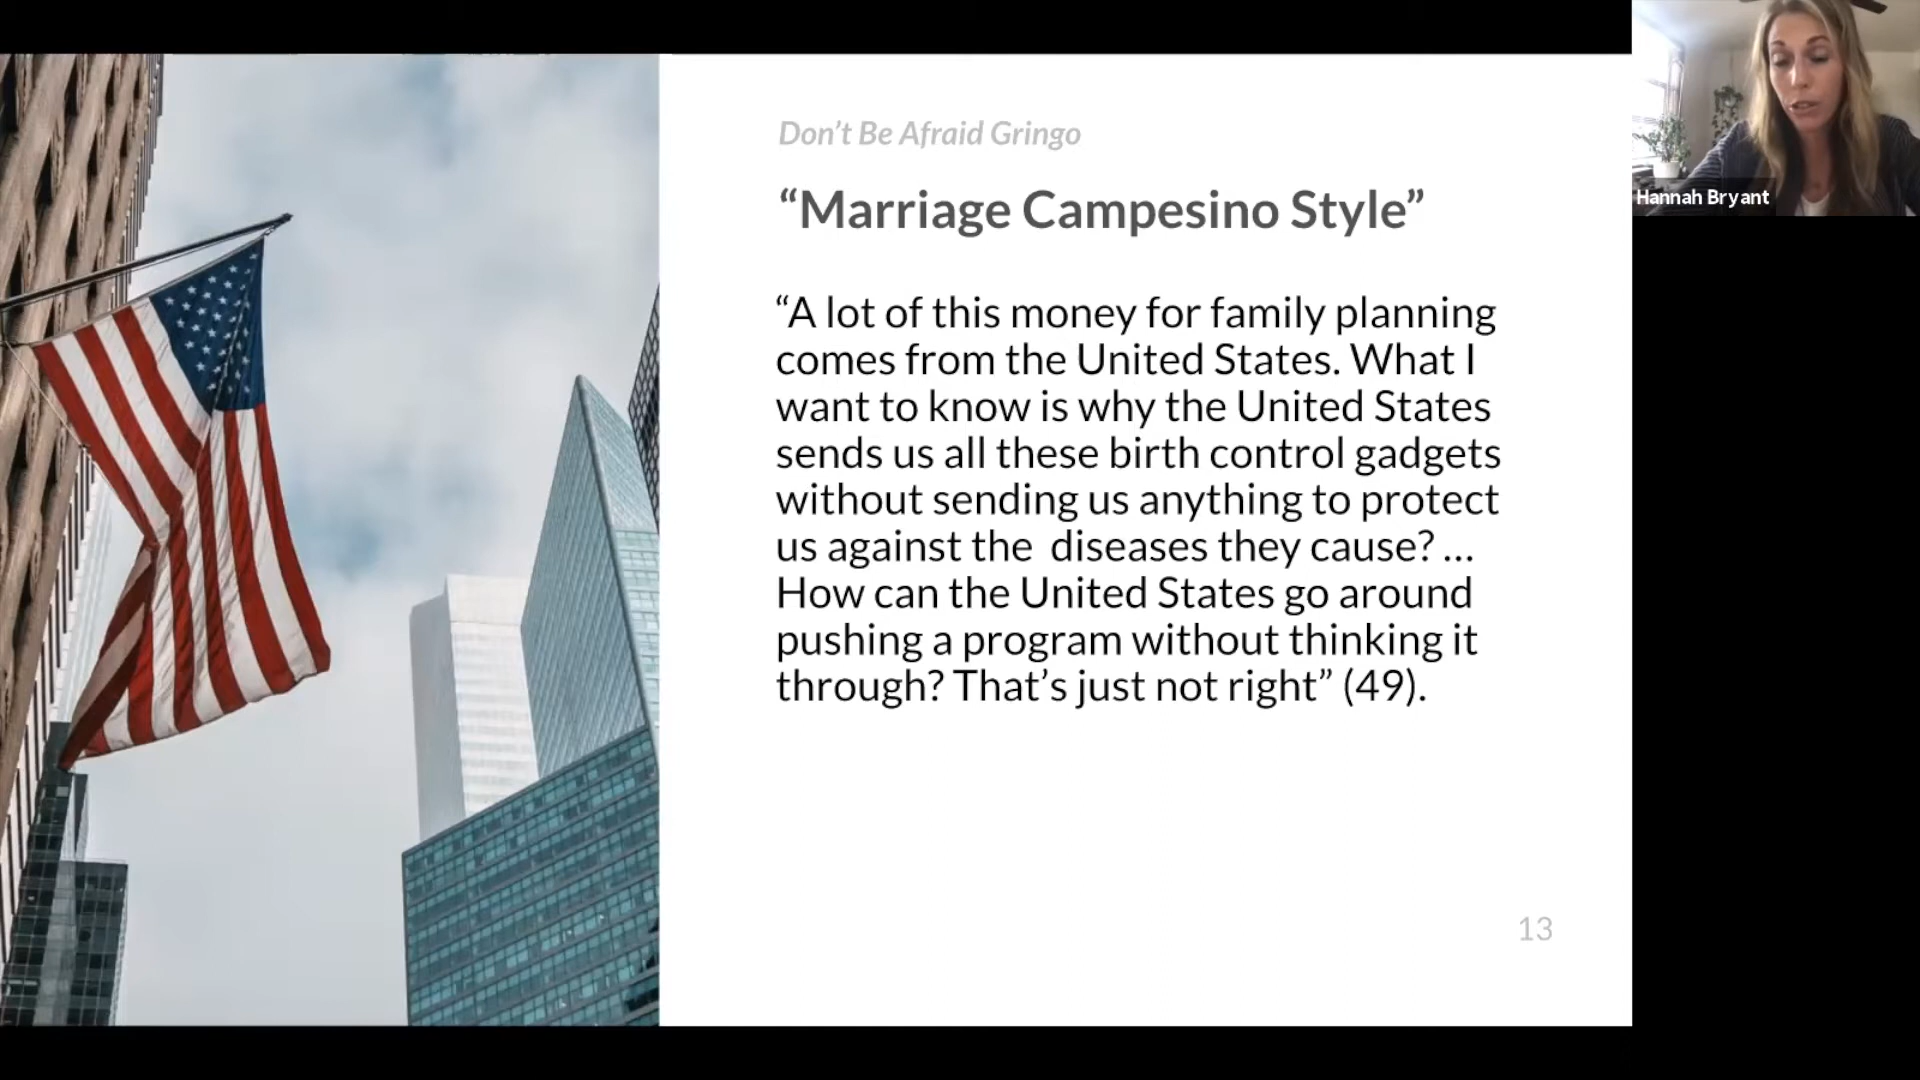 Don’t Be Afraid Gringo
“Marriage Campesino Style”
“A lot of this money for family planning
comes from the United States. What I
want to know is why the United States
sends us all these birth control gadgets
without sending us anything to protect
us against the  diseases they cause? ...
How can the United States go around
pushing a program without thinking it
through? That’s just not right” (49).
13
Hannah Bryant